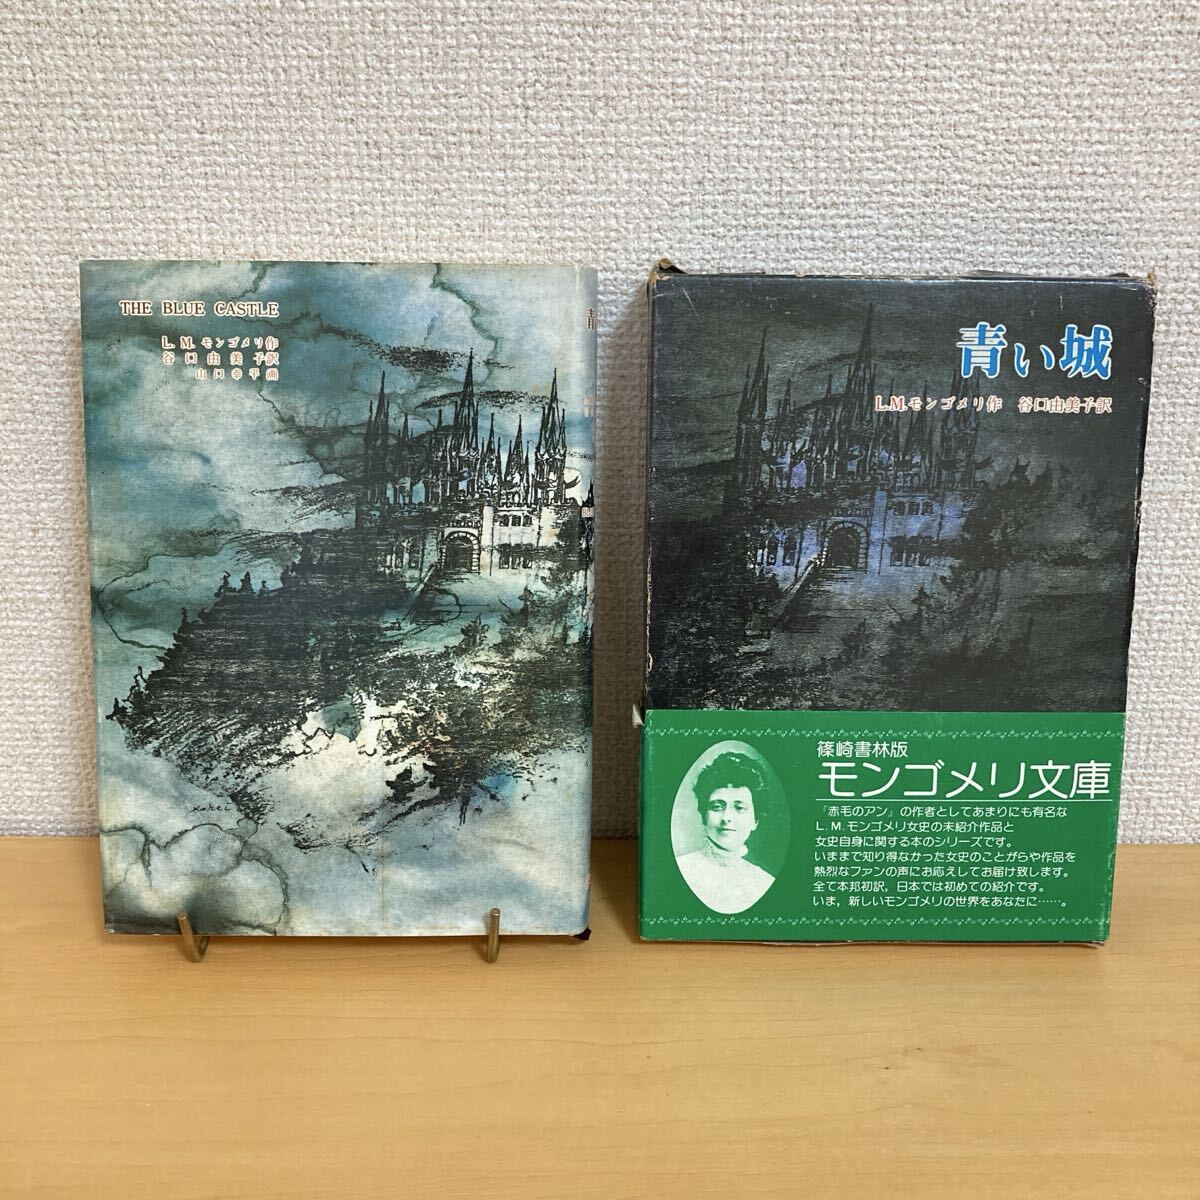 THE BLUE CASTLE
L. M. モンゴメリ作
谷口由美子訳
山口幸平画
青
Kohei
青い城
L.M.モンゴメリ作 谷口由美子訳
篠崎書林版
モンゴメリ文庫
『赤毛のアン』の作者としてあまりにも有名な
L.M.モンゴメリ女史の未紹介作品と
女史自身に関する本のシリーズです。
いままで知り得なかった女史のことがらや作品を
熱烈なファンの声にお応えしてお届け致します。
全て本邦初訳,日本では初めての紹介です。
いま,新しいモンゴメリの世界をあなたに……。